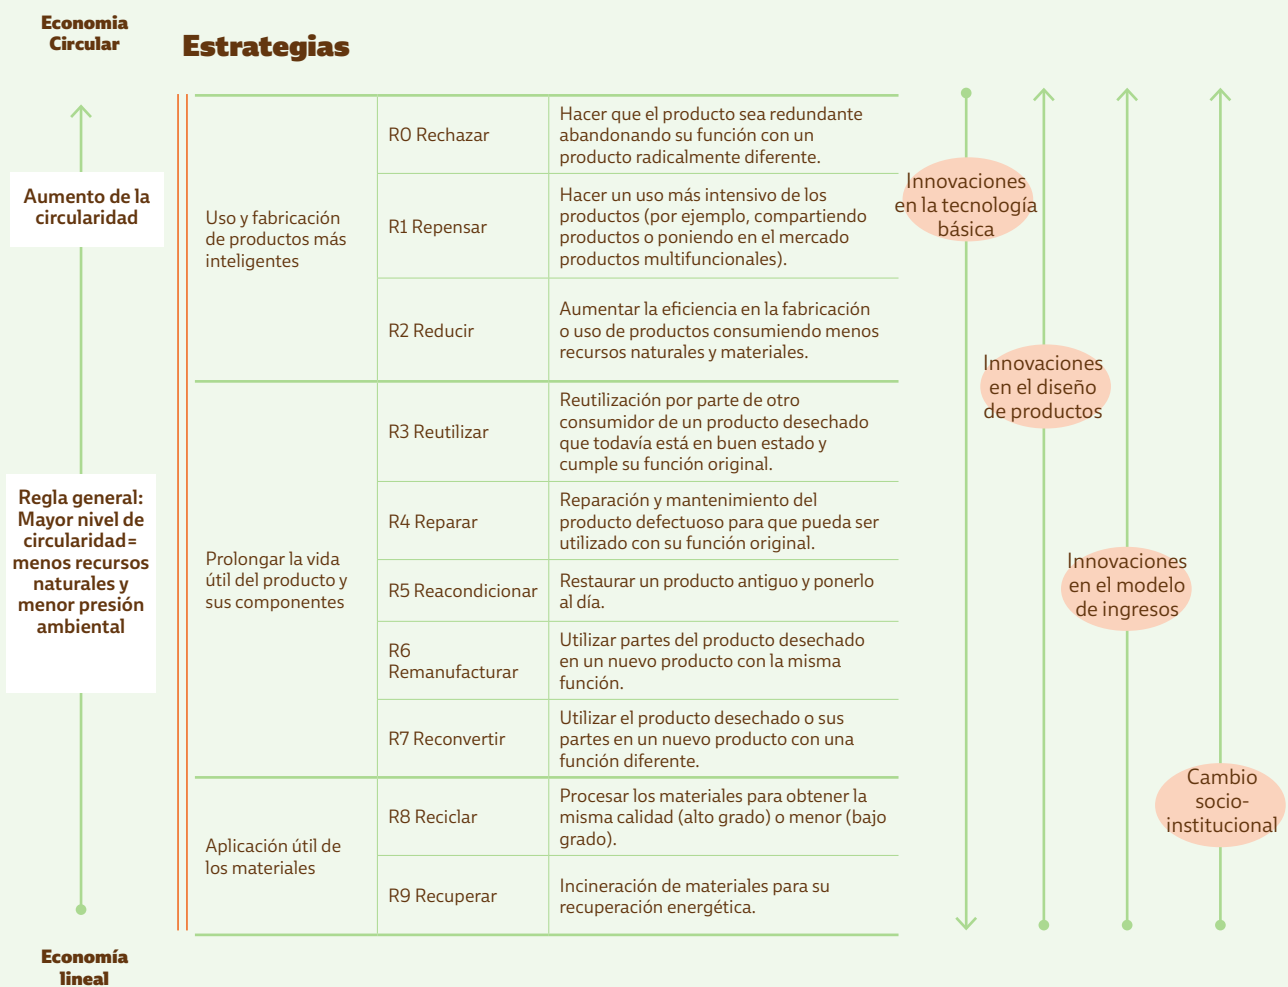 Economia
Circular
Estrategias
Aumento de la
circularidad
Regla general:
Mayor nivel de
circularidad=
menos recursos
naturales y
menor presión
ambiental
Economía
lineal
Uso y fabricación
de productos más
inteligentes
R0 Rechazar
Hacer que el producto sea redundante
abandonando su función con un
producto radicalmente diferente.
R1 Repensar
Hacer un uso más intensivo de los
productos (por ejemplo, compartiendo
productos o poniendo en el mercado
productos multifuncionales).
R2 Reducir
Aumentar la eficiencia en la fabricación
o uso de productos consumiendo menos
recursos naturales y materiales.
Prolongar la vida
útil del producto y
sus componentes
R3 Reutilizar
Reutilización por parte de otro
consumidor de un producto desechado
que todavía está en buen estado y
cumple su función original.
R4 Reparar
Reparación y mantenimiento del
producto defectuoso para que pueda ser
utilizado con su función original.
R5 Reacondicionar
Restaurar un producto antiguo y ponerlo
al día.
R6
Remanufacturar
Utilizar partes del producto desechado
en un nuevo producto con la misma
función.
R7 Reconvertir
Utilizar el producto desechado o sus
partes en un nuevo producto con una
función diferente.
Aplicación útil de
los materiales
R8 Reciclar
Procesar los materiales para obtener la
misma calidad (alto grado) o menor (bajo
grado).
R9 Recuperar
Incineración de materiales para su
recuperación energética.
Innovaciones
en la tecnología
básica
Innovaciones
en el diseño
de productos
Innovaciones
en el modelo
de ingresos
Cambio
socio-
institucional